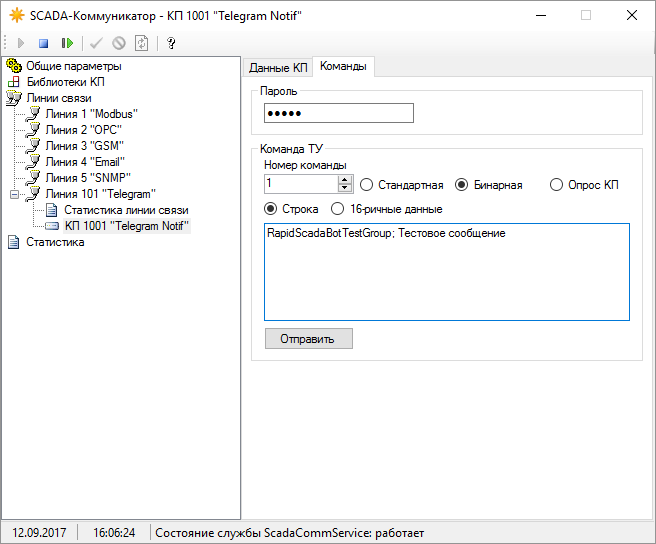 SCADA-Коммуникатор - КП 1001 "Telegram Notif"
Общие параметры
Библиотеки КП
Линии связи
Линия 1 "Modbus"
Линия 2 "OPC"
Линия 3 "GSM"
Линия 4 "Email"
Линия 5 "SNMP"
Линия 101 "Telegram"
Статистика линии связи
КП 1001 "Telegram Notif"
Статистика
Данные КП Команды
Пароль
●●●●●
Команда ТУ
Номер команды
1 Стандартная Бинарная Опрос КП
Строка 16-ричные данные
RapidScadaBotTestGroup; Тестовое сообщение
Отправить
12.09.2017 16:06:24 Состояние службы ScadaCommService: работает